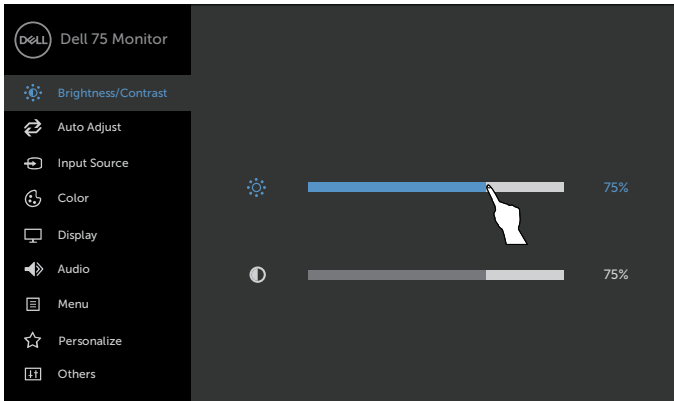 DELL
Dell 75 Monitor
Brightness/Contrast
Auto Adjust
Input Source
Color
Display
Audio
Menu
Personalize
Others
75%
75%